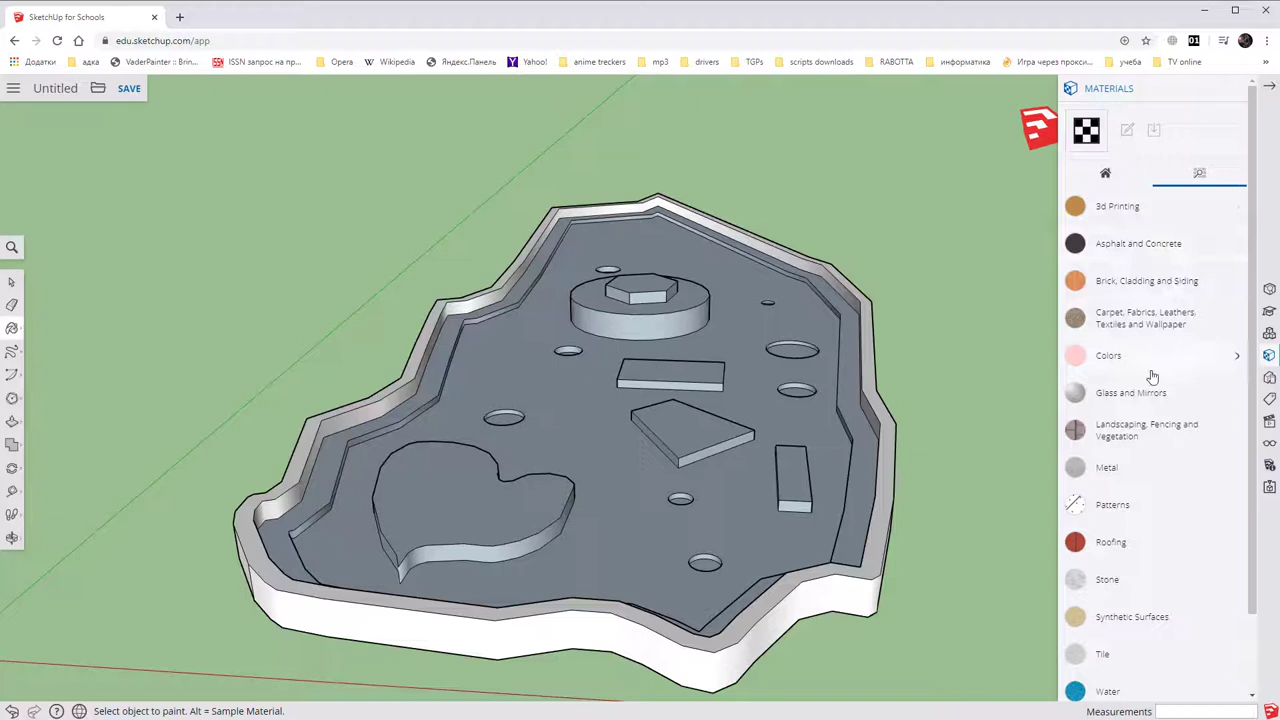 SketchUp for Schools
edu.sketchup.com/app
Додатки
адка
VaderPainter :: Brin...
ISSN запрос на пр...
Opera
Wikipedia
Яндекс.Панель
Yahoo!
anime treckers
mp3
drivers
TGPs
scripts downloads
RABOTTA
информатика
Игра через прокси...
учеба
TV online
01
Untitled
SAVE
MATERIALS
3d Printing
Asphalt and Concrete
Brick, Cladding and Siding
Carpet, Fabrics, Leathers,
Textiles and Wallpaper
Colors
Glass and Mirrors
Landscaping, Fencing and
Vegetation
Metal
Patterns
Roofing
Stone
Synthetic Surfaces
Tile
Water
Select object to paint. Alt = Sample Material.
Measurements